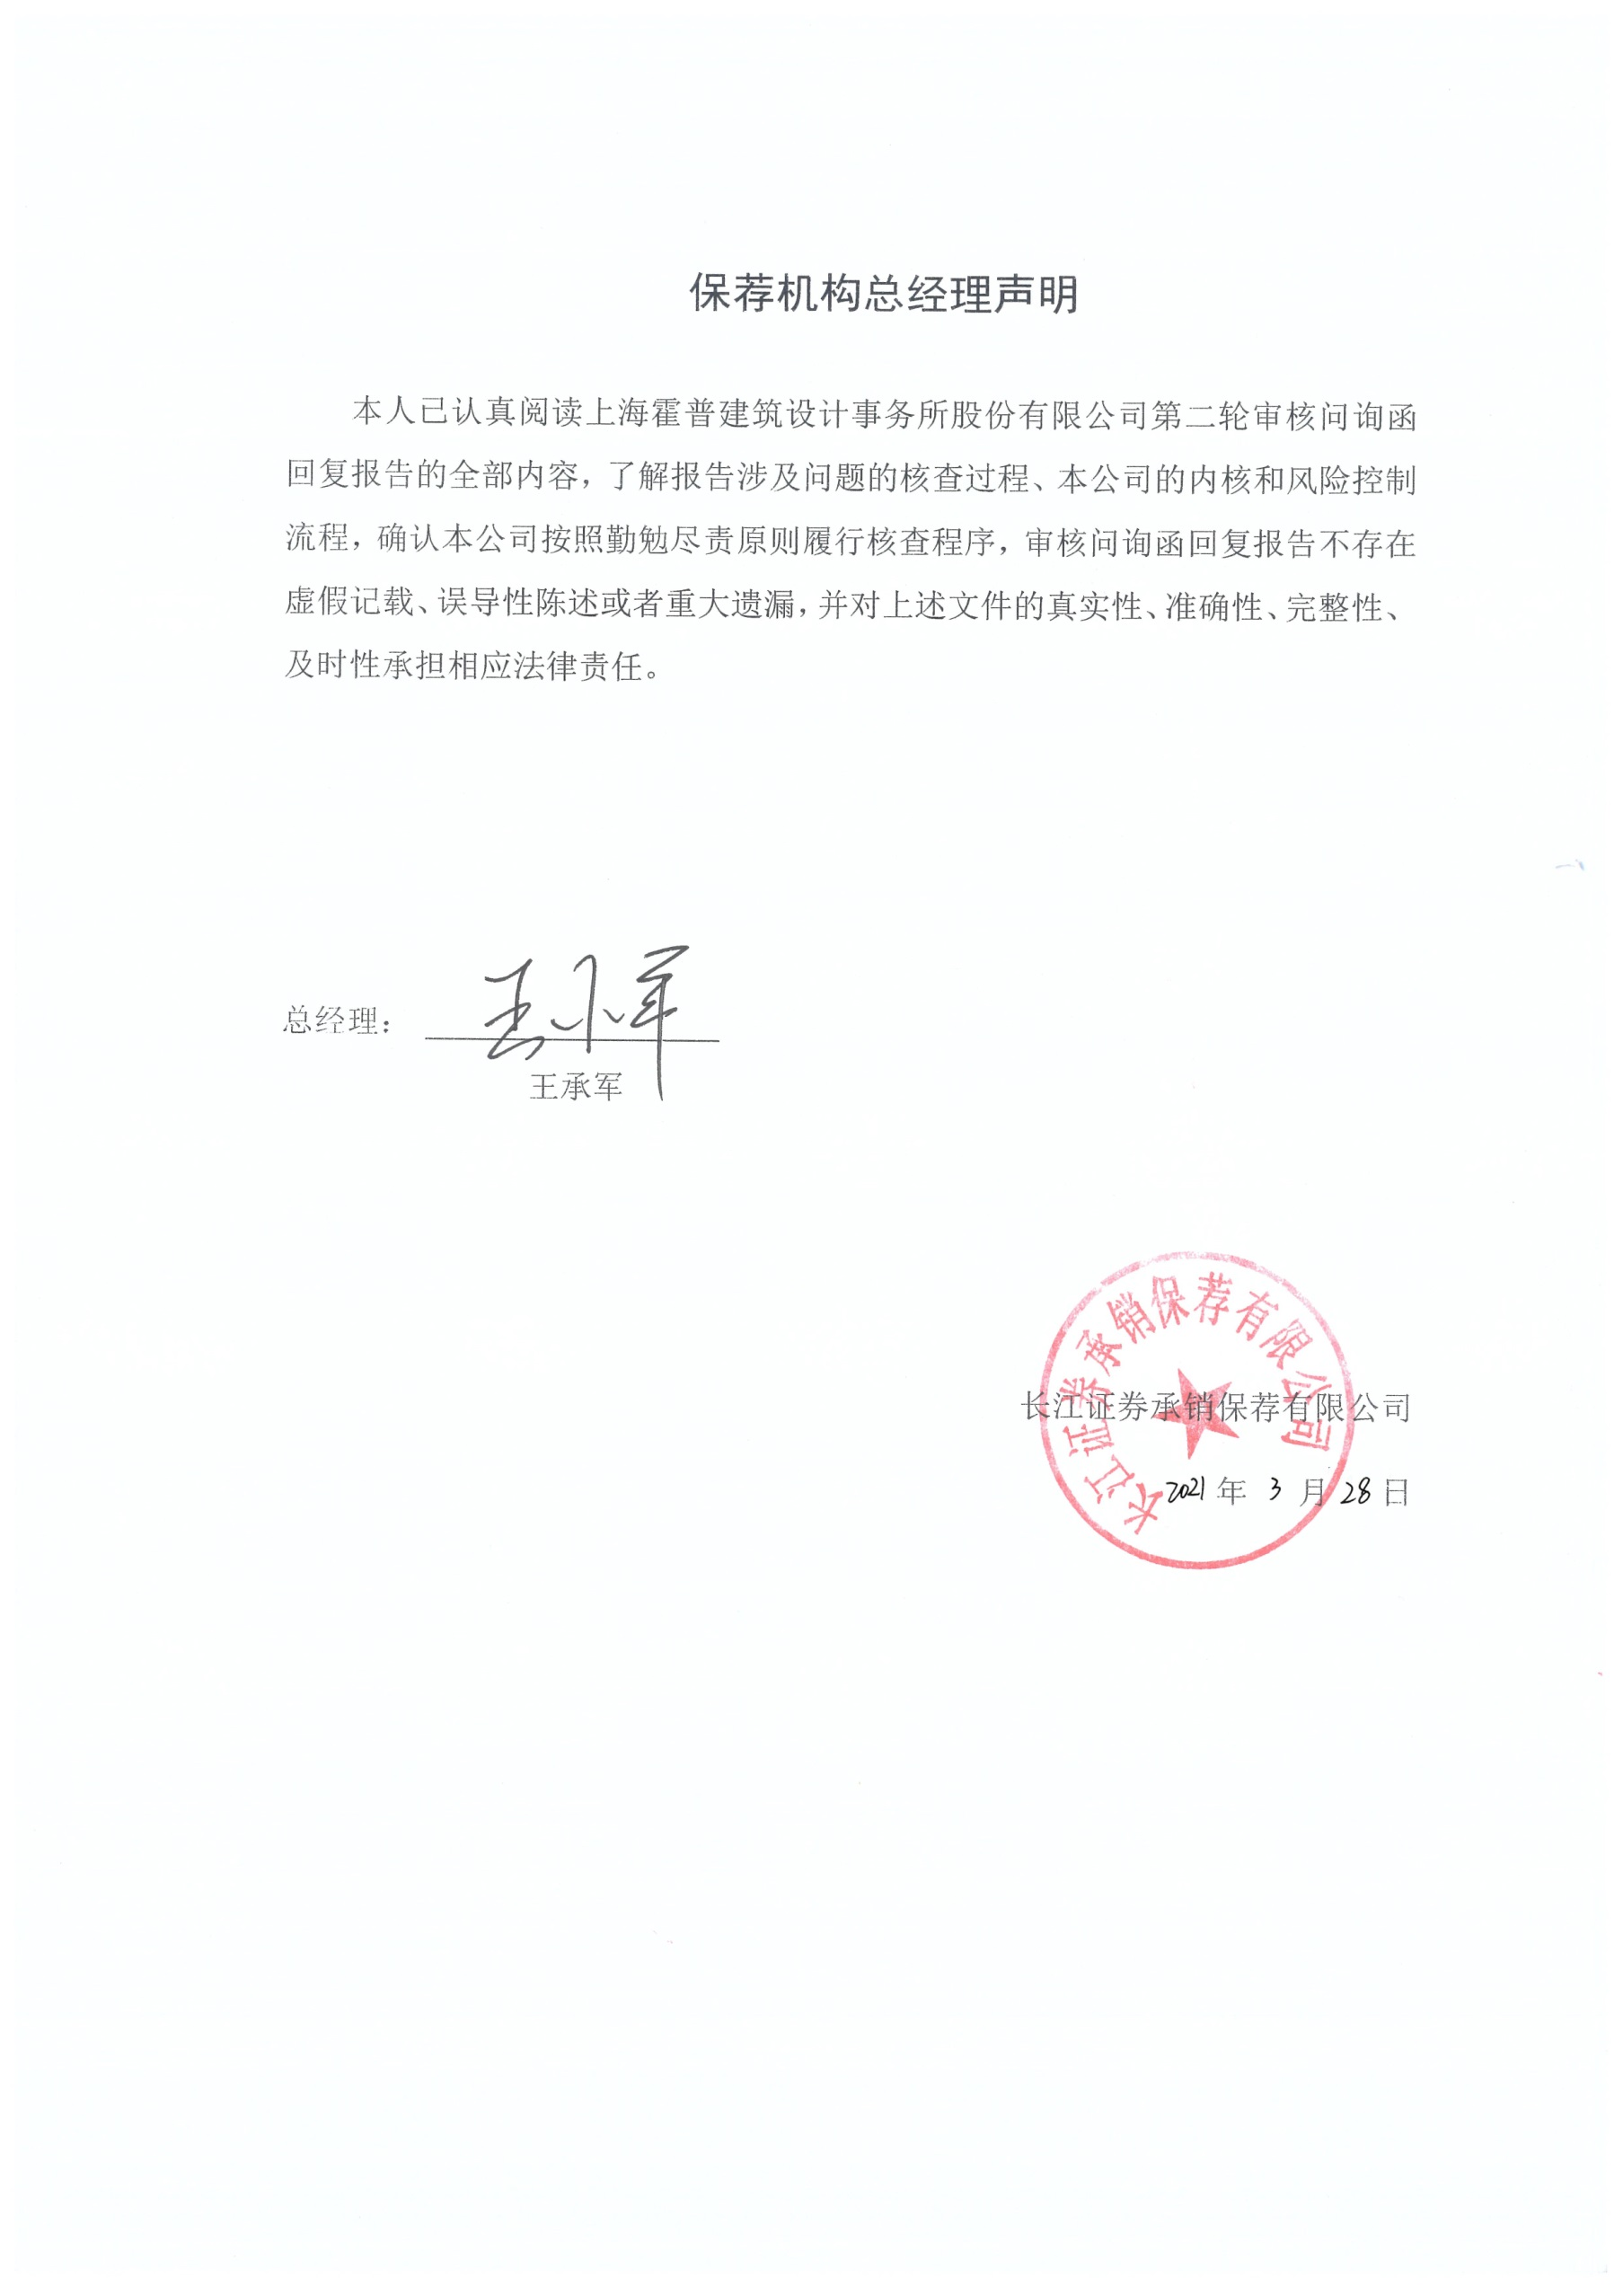 保荐机构总经理声明
本人已认真阅读上海霍普建筑设计事务所股份有限公司第二轮审核问询函
回复报告的全部内容，了解报告涉及问题的核查过程、本公司的内核和风险控制
流程，确认本公司按照勤勉尽责原则履行核查程序，审核问询函回复报告不存在
虚假记载、误导性陈述或者重大遗漏，并对上述文件的真实性、准确性、完整性、
及时性承担相应法律责任。
总经理：
王承军
王承军
长江证券承销保荐有限公司
长江证券承销保荐有限公司
2021年 3 月 28 日